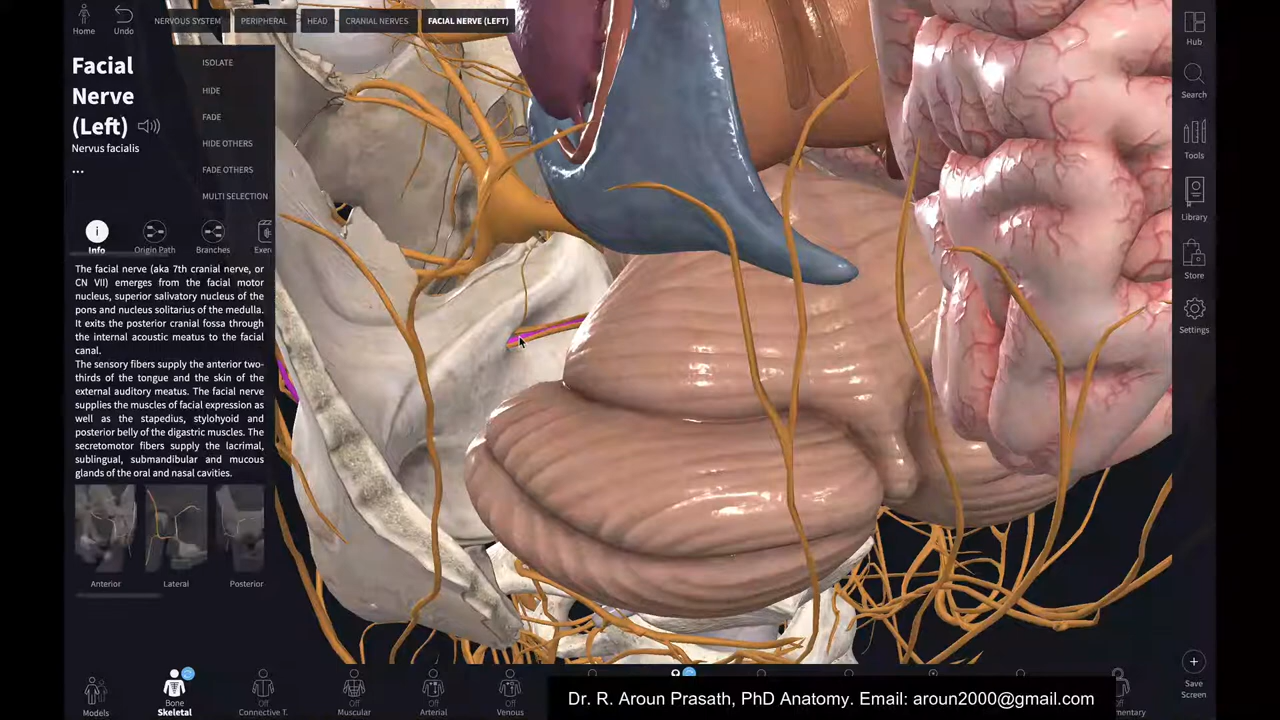 Home
Undo
NERVOUS SYSTEM
PERIPHERAL
HEAD
CRANIAL NERVES
FACIAL NERVE (LEFT)
Facial
Nerve
(Left)
Nervus facialis
...
ISOLATE
HIDE
FADE
HIDE OTHERS
FADE OTHERS
MULTI SELECTION
Info
Origin Path
Branches
The facial nerve (aka 7th cranial nerve, or
CN VII) emerges from the facial motor
nucleus, superior salivatory nucleus of the
pons and nucleus solitarius of the medulla.
It exits the posterior cranial fossa through
the internal acoustic meatus to the facial
canal.
The sensory fibers supply the anterior two-
thirds of the tongue and the skin of the
external auditory meatus. The facial nerve
supplies the muscles of facial expression as
well as the stapedius, stylohyoid and
posterior belly of the digastric muscles. The
secretomotor fibers supply the lacrimal,
sublingual, submandibular and mucous
glands of the oral and nasal cavities.
Anterior
Lateral
Posterior
Hub
Search
Tools
Library
Store
Settings
Save
Screen
Models
Bone
Skeletal
Off
Connective T.
Off
Muscular
Off
Arterial
Off
Venous
Dr. R. Aroun Prasath, PhD Anatomy. Email: aroun2000@gmail.com